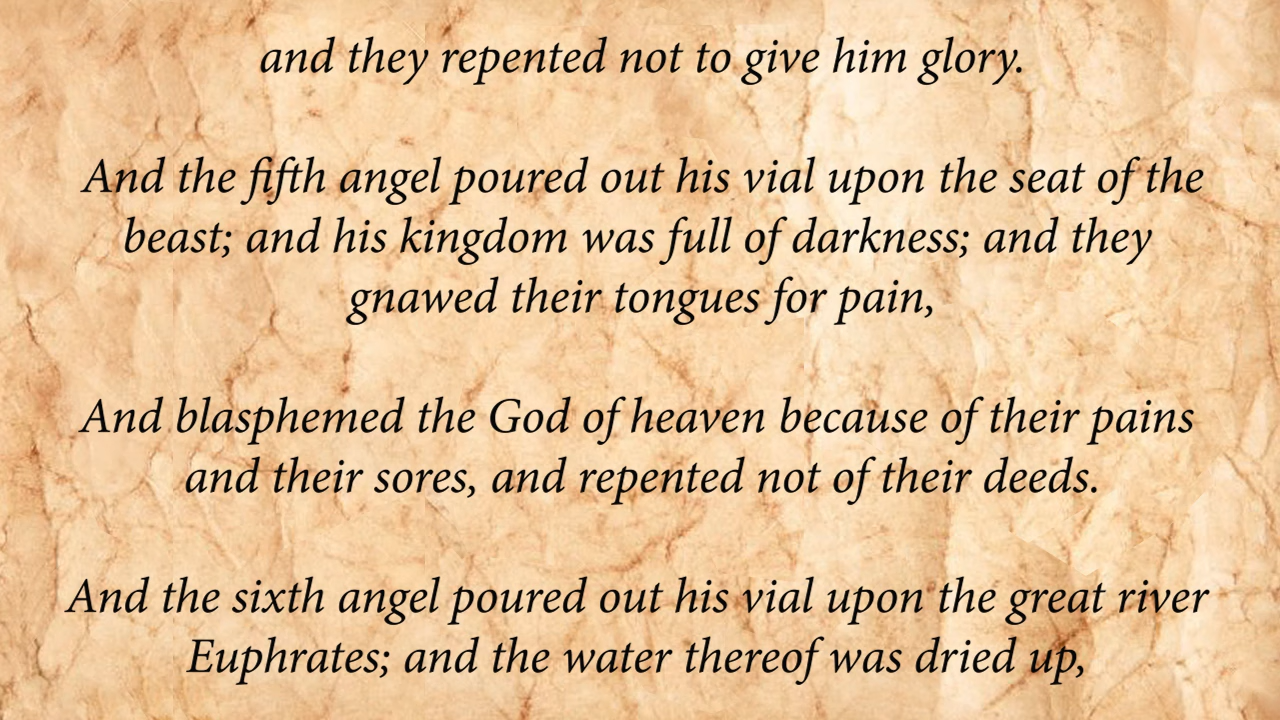 and they repented not to give him glory.
And the fifth angel poured out his vial upon the seat of the
beast; and his kingdom was full of darkness; and they
gnawed their tongues for pain,
And blasphemed the God of heaven because of their pains
and their sores, and repented not of their deeds.
And the sixth angel poured out his vial upon the great river
Euphrates; and the water thereof was dried up,